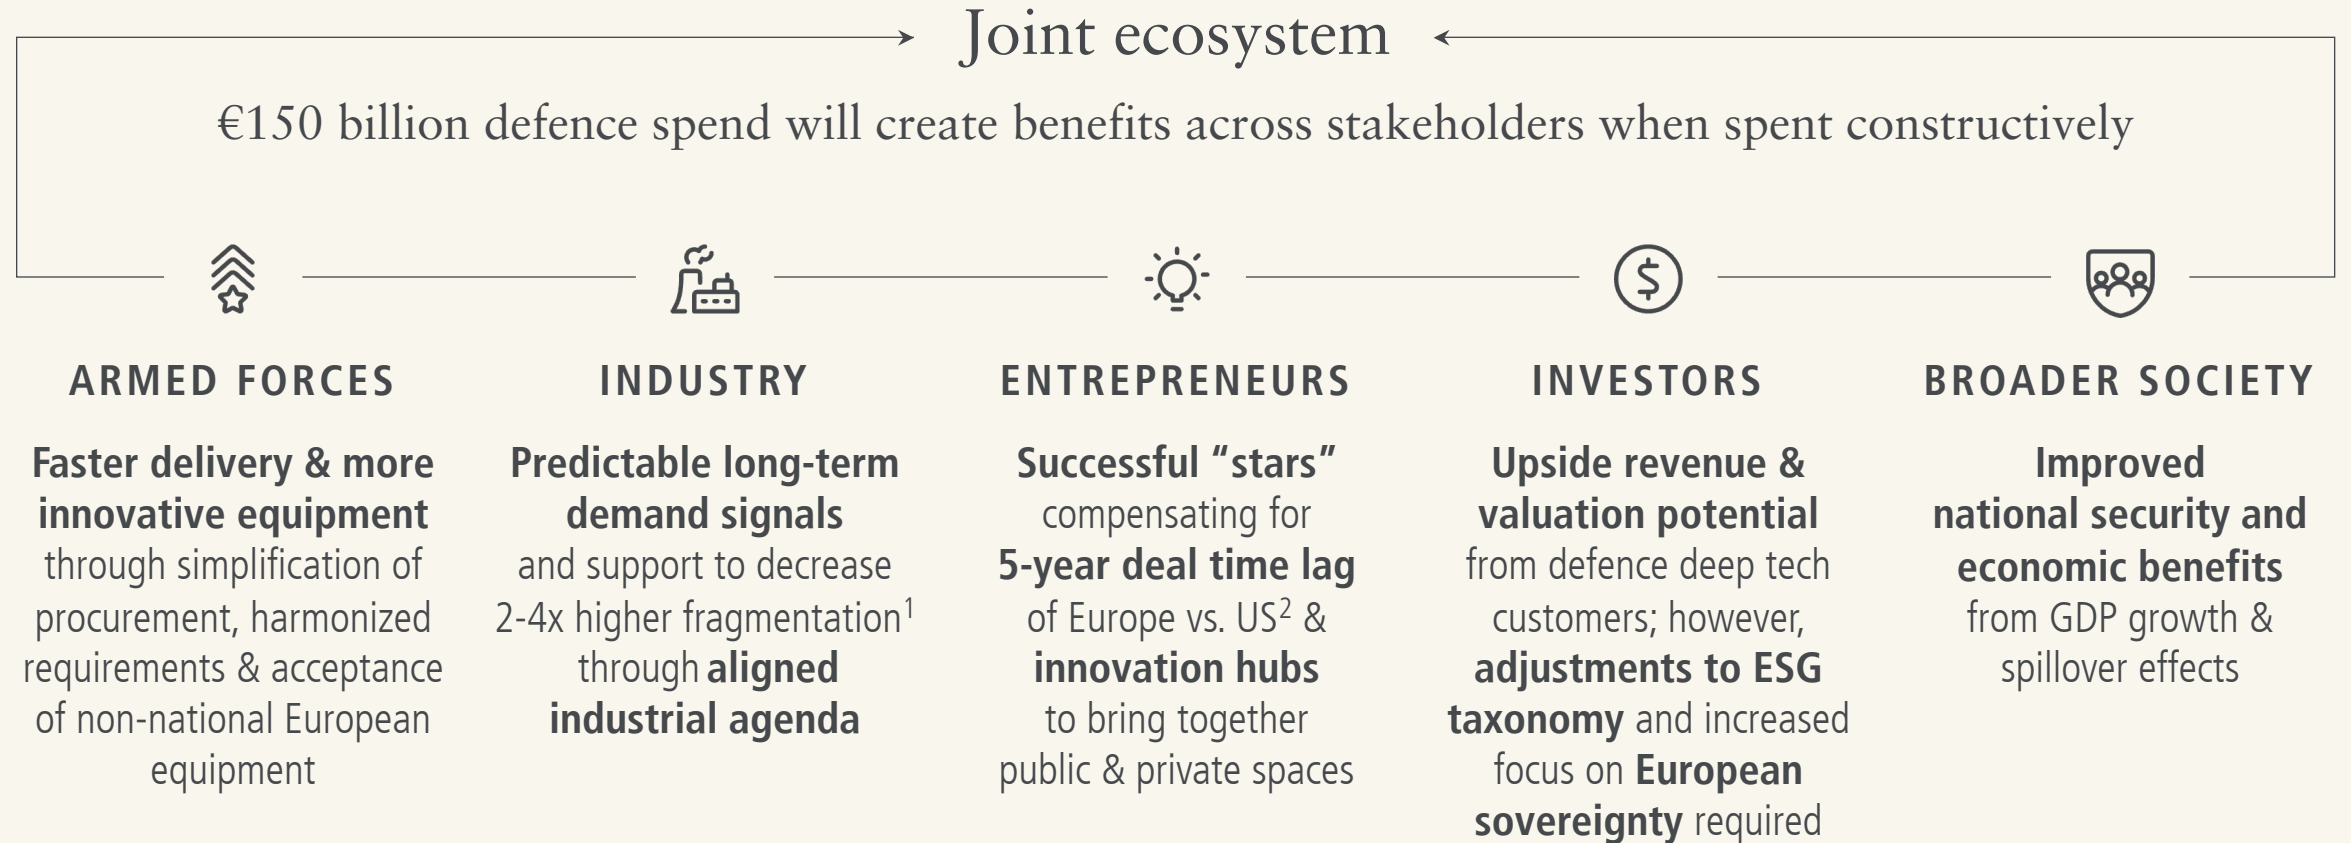 Joint ecosystem
€150 billion defence spend will create benefits across stakeholders when spent constructively
ARMED FORCES
Faster delivery & more
innovative equipment
through simplification of
procurement, harmonized
requirements & acceptance
of non-national European
equipment
INDUSTRY
Predictable long-term
demand signals
and support to decrease
2-4x higher fragmentation¹
through aligned
industrial agenda
ENTREPRENEURS
Successful “stars”
compensating for
5-year deal time lag
of Europe vs. US² &
innovation hubs
to bring together
public & private spaces
INVESTORS
Upside revenue &
valuation potential
from defence deep tech
customers; however,
adjustments to ESG
taxonomy and increased
focus on European
sovereignty required
BROADER SOCIETY
Improved
national security and
economic benefits
from GDP growth &
spillover effects